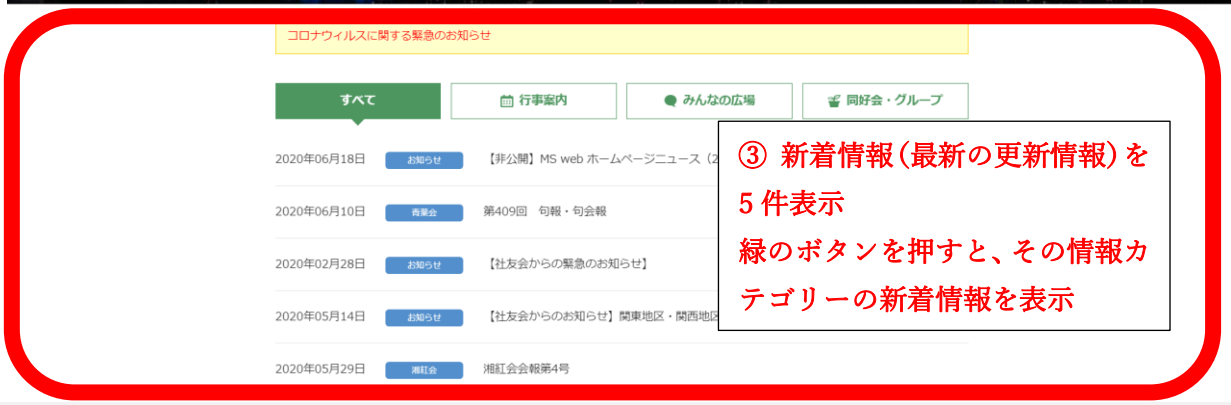 コロナウィルスに関する緊急のお知らせ
すべて 行事案内 みんなの広場 同好会・グループ
2020年06月18日 お知らせ 【非公開】MS web ホームページニュース（2
2020年06月10日 青葉会 第409回 句報・句会報
2020年02月28日 お知らせ 【社友会からの緊急のお知らせ】
2020年05月14日 お知らせ 【社友会からのお知らせ】関東地区・関西地区
2020年05月29日 湘紅会 湘紅会会報第4号
③ 新着情報（最新の更新情報）を
5 件表示
緑のボタンを押すと、その情報カ
テゴリーの新着情報を表示